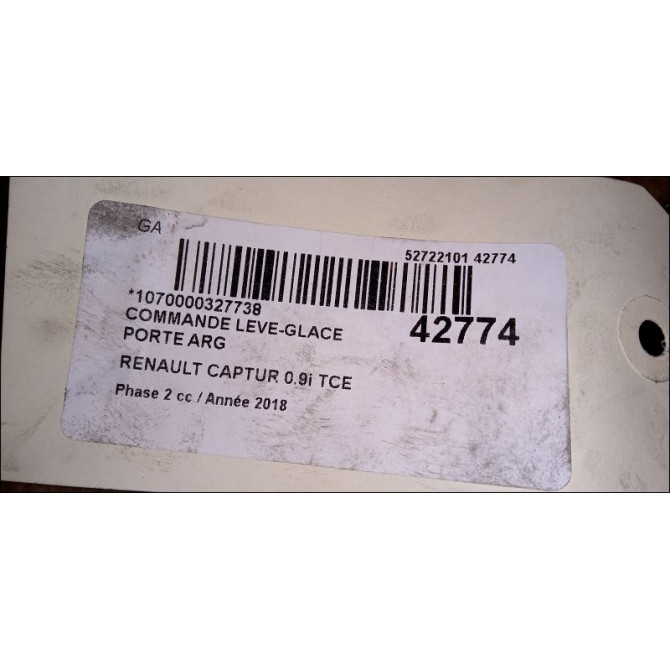 GA
52722101 42774
*1070000327738
COMMANDE LEVE-GLACE
42774
PORTE ARG
RENAULT CAPTUR 0.9i TCE
Phase 2 cc / Année 2018